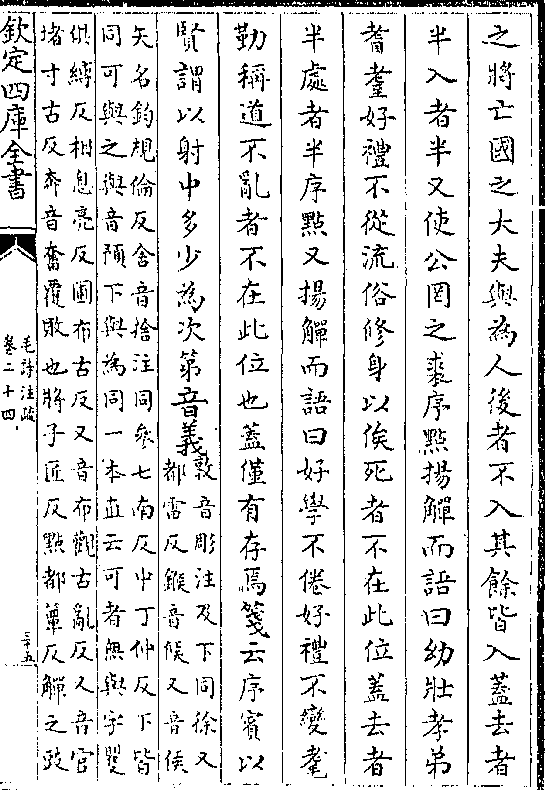 之將亡國之大夫與為人後者不入其餘皆入蓋去者
半入者半又使公罔之裘序㸃揚觶而語曰幼壯孝弟
耆耋好禮不從流俗修身以俟死者不在此位蓋去者
半處者半序㸃又揚觶而語曰好學不倦好禮不變耄
勤稱道不亂者不在此位也蓋僅有存焉箋云序賓以
賢謂以射中多少為次第音義敦音彫注及下同徐又
都雷反鍭音候又音侯
矢名鈞規倫反舍音捨注同參七南反中丁仲反下皆
同可與之與音預下與為同一本直云可者無與字矍
俱縛反相息亮反圃布古反又音布觀古亂反又音官
堵丁古反奔音奮覆敗也將子匠反㸃都簟反觶之豉
欽定四庫全書
毛詩注疏
卷二十四
三十五